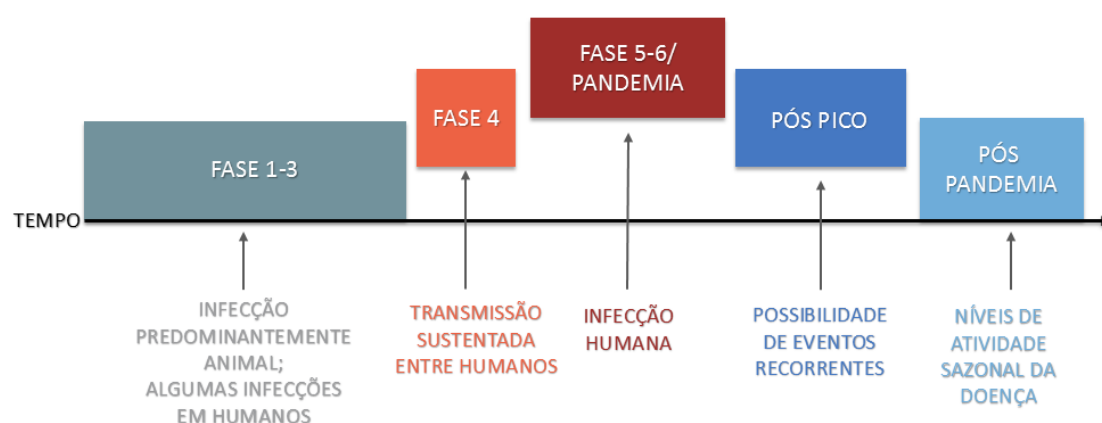 FASE 5-6/
PANDEMIA
FASE 4
PÓS PICO
FASE 1-3
PÓS
PANDEMIA
TEMPO
INFECÇÃO
PREDOMINANTEMENTE
ANIMAL;
ALGUMAS INFECÇÕES
EM HUMANOS
TRANSMISSÃO
SUSTENTADA
ENTRE HUMANOS
INFECÇÃO
HUMANA
POSSIBILIDADE
DE EVENTOS
RECORRENTES
NÍVEIS DE
ATIVIDADE
SAZONAL DA
DOENÇA